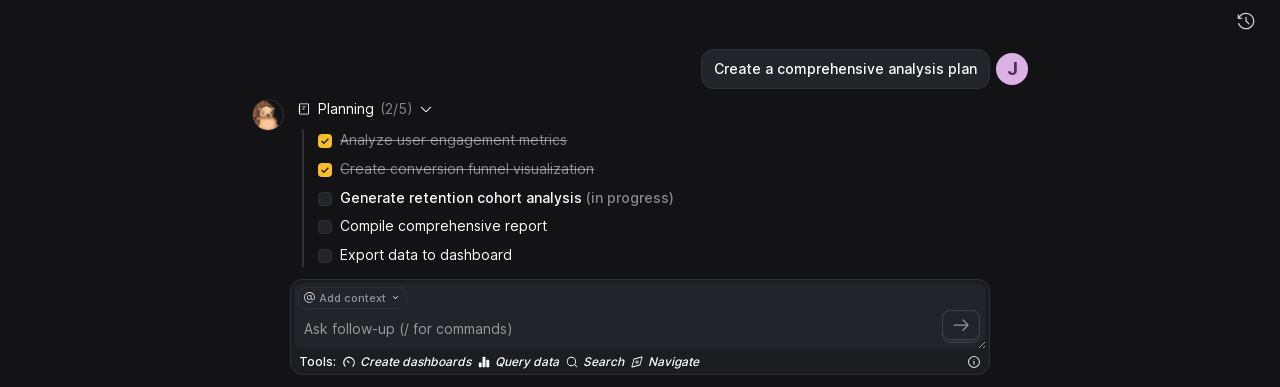 Create a comprehensive analysis plan
J
Planning (2/5)
Analyze user engagement metrics
Create conversion funnel visualization
Generate retention cohort analysis (in progress)
Compile comprehensive report
Export data to dashboard
@ Add context
Ask follow-up (/ for commands)
Tools: Create dashboards Query data Search Navigate